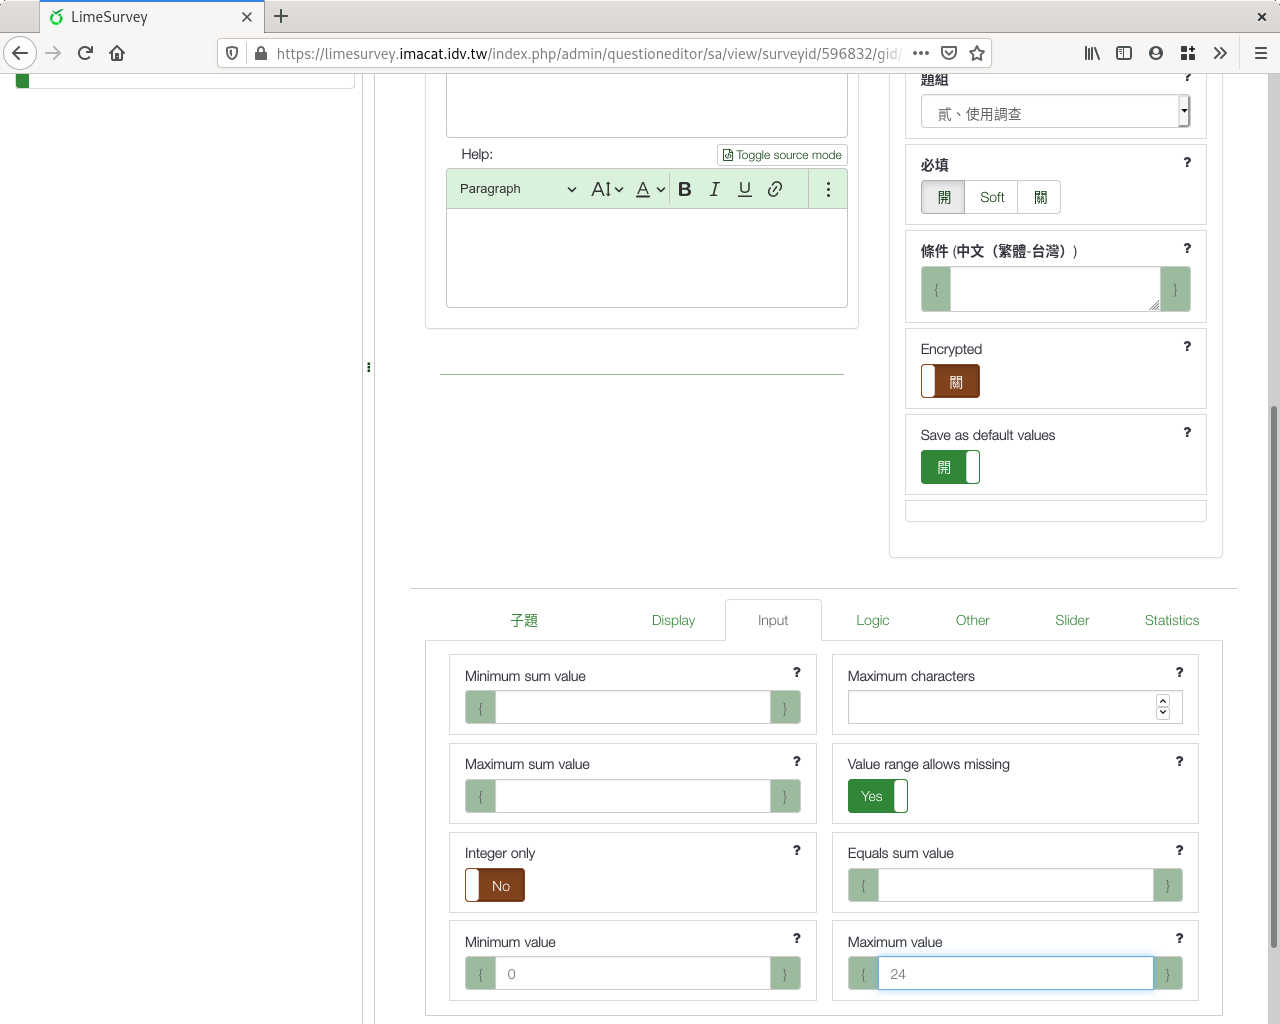 LimeSurvey
https://limesurvey.imacat.idv.tw/index.php/admin/questioneditor/sa/view/surveyid/596832/gid/
題組 ?
貳、使用調查
Help: Toggle source mode
Paragraph A A B I U
必填 ?
開 Soft 關
條件 (中文（繁體-台灣）) ?
{ }
Encrypted ?
關
Save as default values ?
開
子題 Display Input Logic Other Slider Statistics
Minimum sum value ? Maximum characters ?
{ }
Maximum sum value ? Value range allows missing ?
{ } Yes
Integer only ? Equals sum value ?
No { }
Minimum value ? Maximum value ?
{ 0 } { 24 }